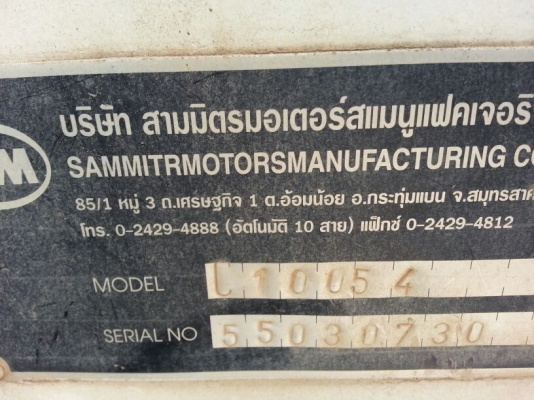 M
บริษัท สามมิตรมอเตอร์สแมนูแฟคเจอริ
SAMMITRMOTORSMANUFACTURING CO
85/1 หมู่ 3 ถ.เศรษฐกิจ 1 ต.อ้อมน้อย อ.กระทุ่มแบน จ.สมุทรสาค
โทร. 0-2429-4888 (อัตโนมัติ 10 สาย) แฟ็กซ์ 0-2429-4812
MODEL L10054
SERIAL NO 55030730